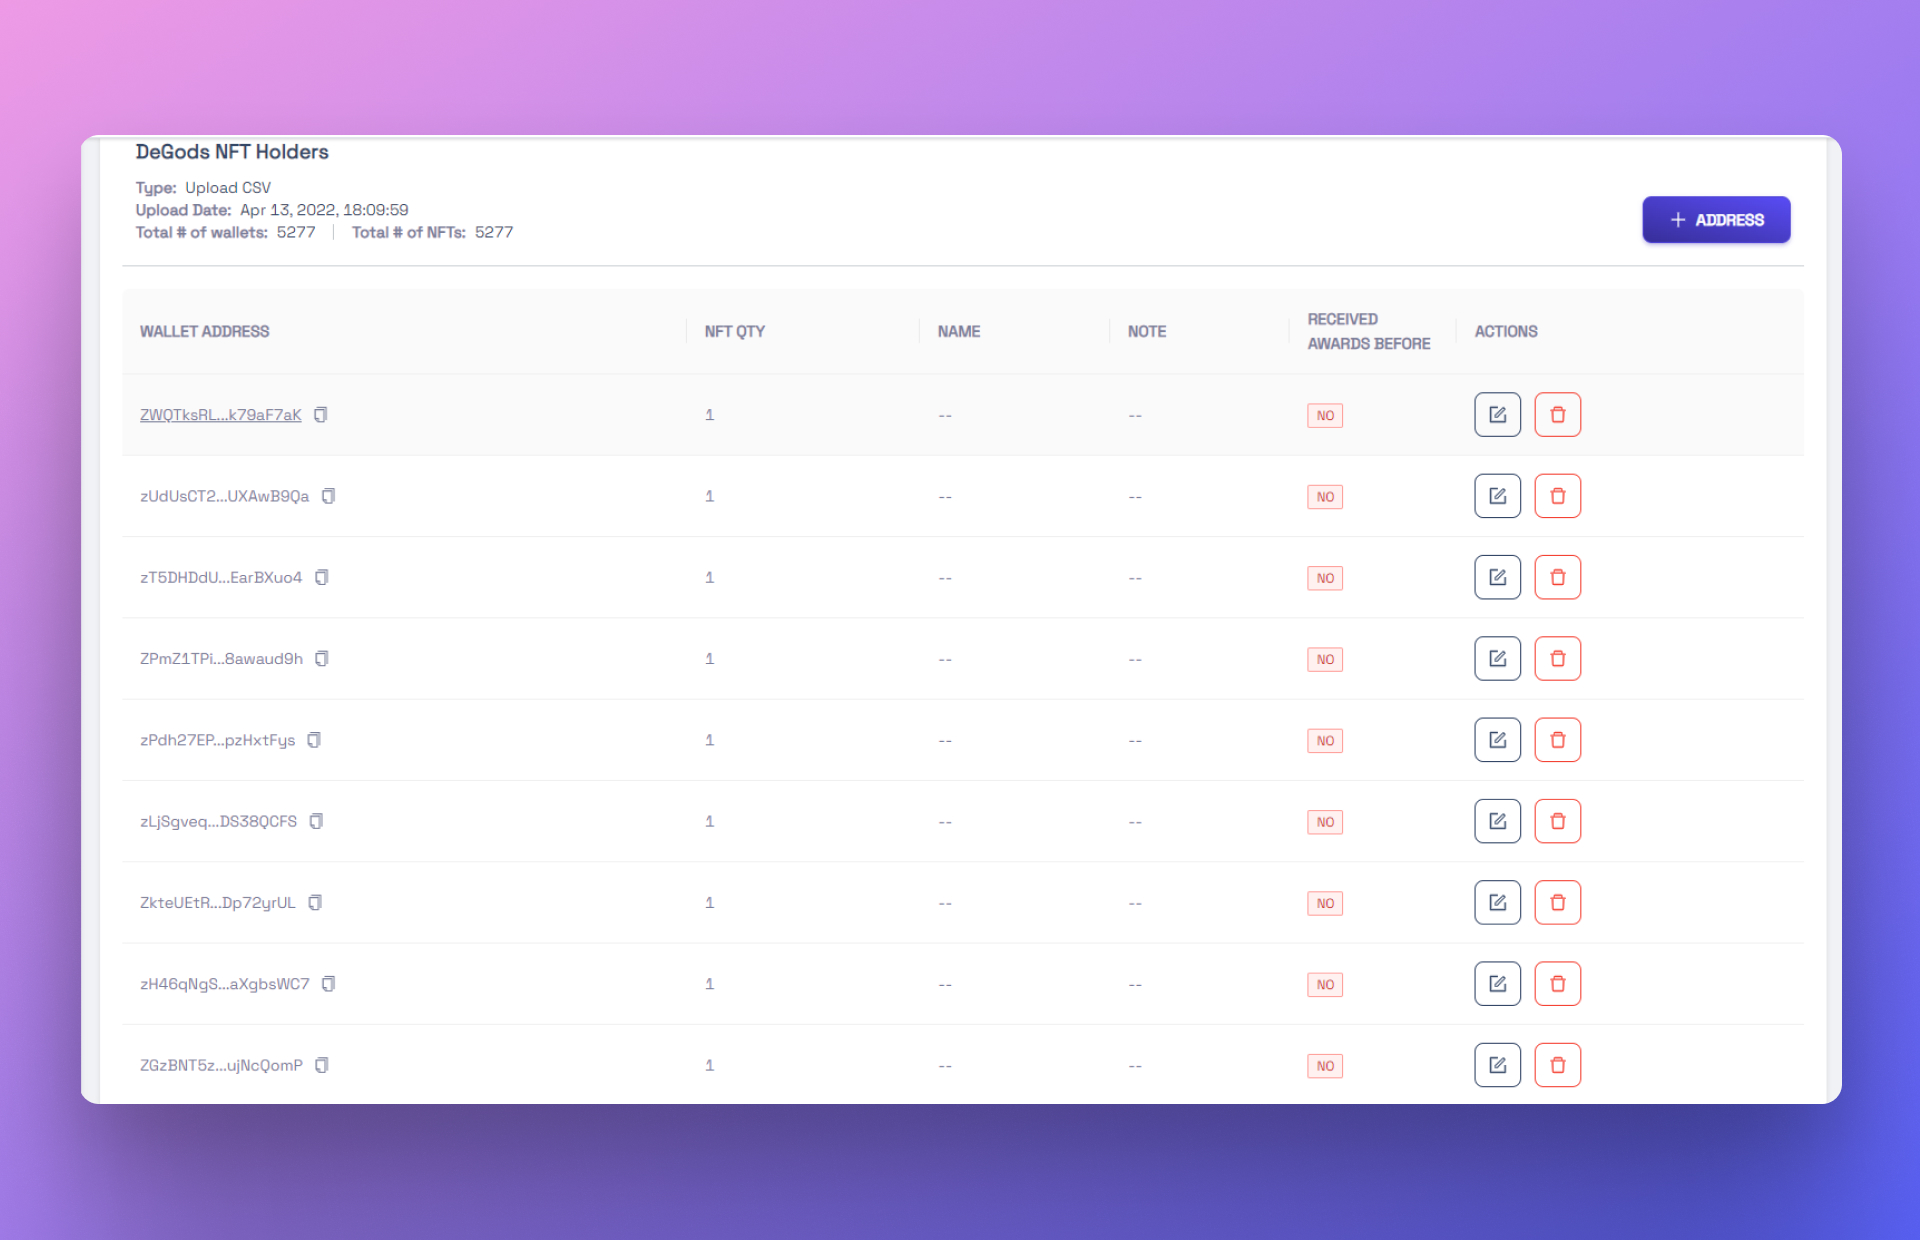 DeGods NFT Holders
Type: Upload CSV
Upload Date: Apr 13, 2022, 18:09:59
Total # of wallets: 5277 Total # of NFTs: 5277
+ ADDRESS
WALLET ADDRESS NFT QTY NAME NOTE RECEIVED AWARDS BEFORE ACTIONS
ZWQTksRL...k79aF7aK 1 -- -- NO
zUdUsCT2...UXAwB9Qa 1 -- -- NO
zT5DHDdU...EarBXuo4 1 -- -- NO
ZPmZ1TPi...8awaud9h 1 -- -- NO
zPdh27EP...pzHxtFys 1 -- -- NO
zLjSgveq...DS38QCFS 1 -- -- NO
ZkteUEtR...Dp72yrUL 1 -- -- NO
zH46qNgS...aXgbsWC7 1 -- -- NO
ZGzBNT5z...ujNcQomP 1 -- -- NO